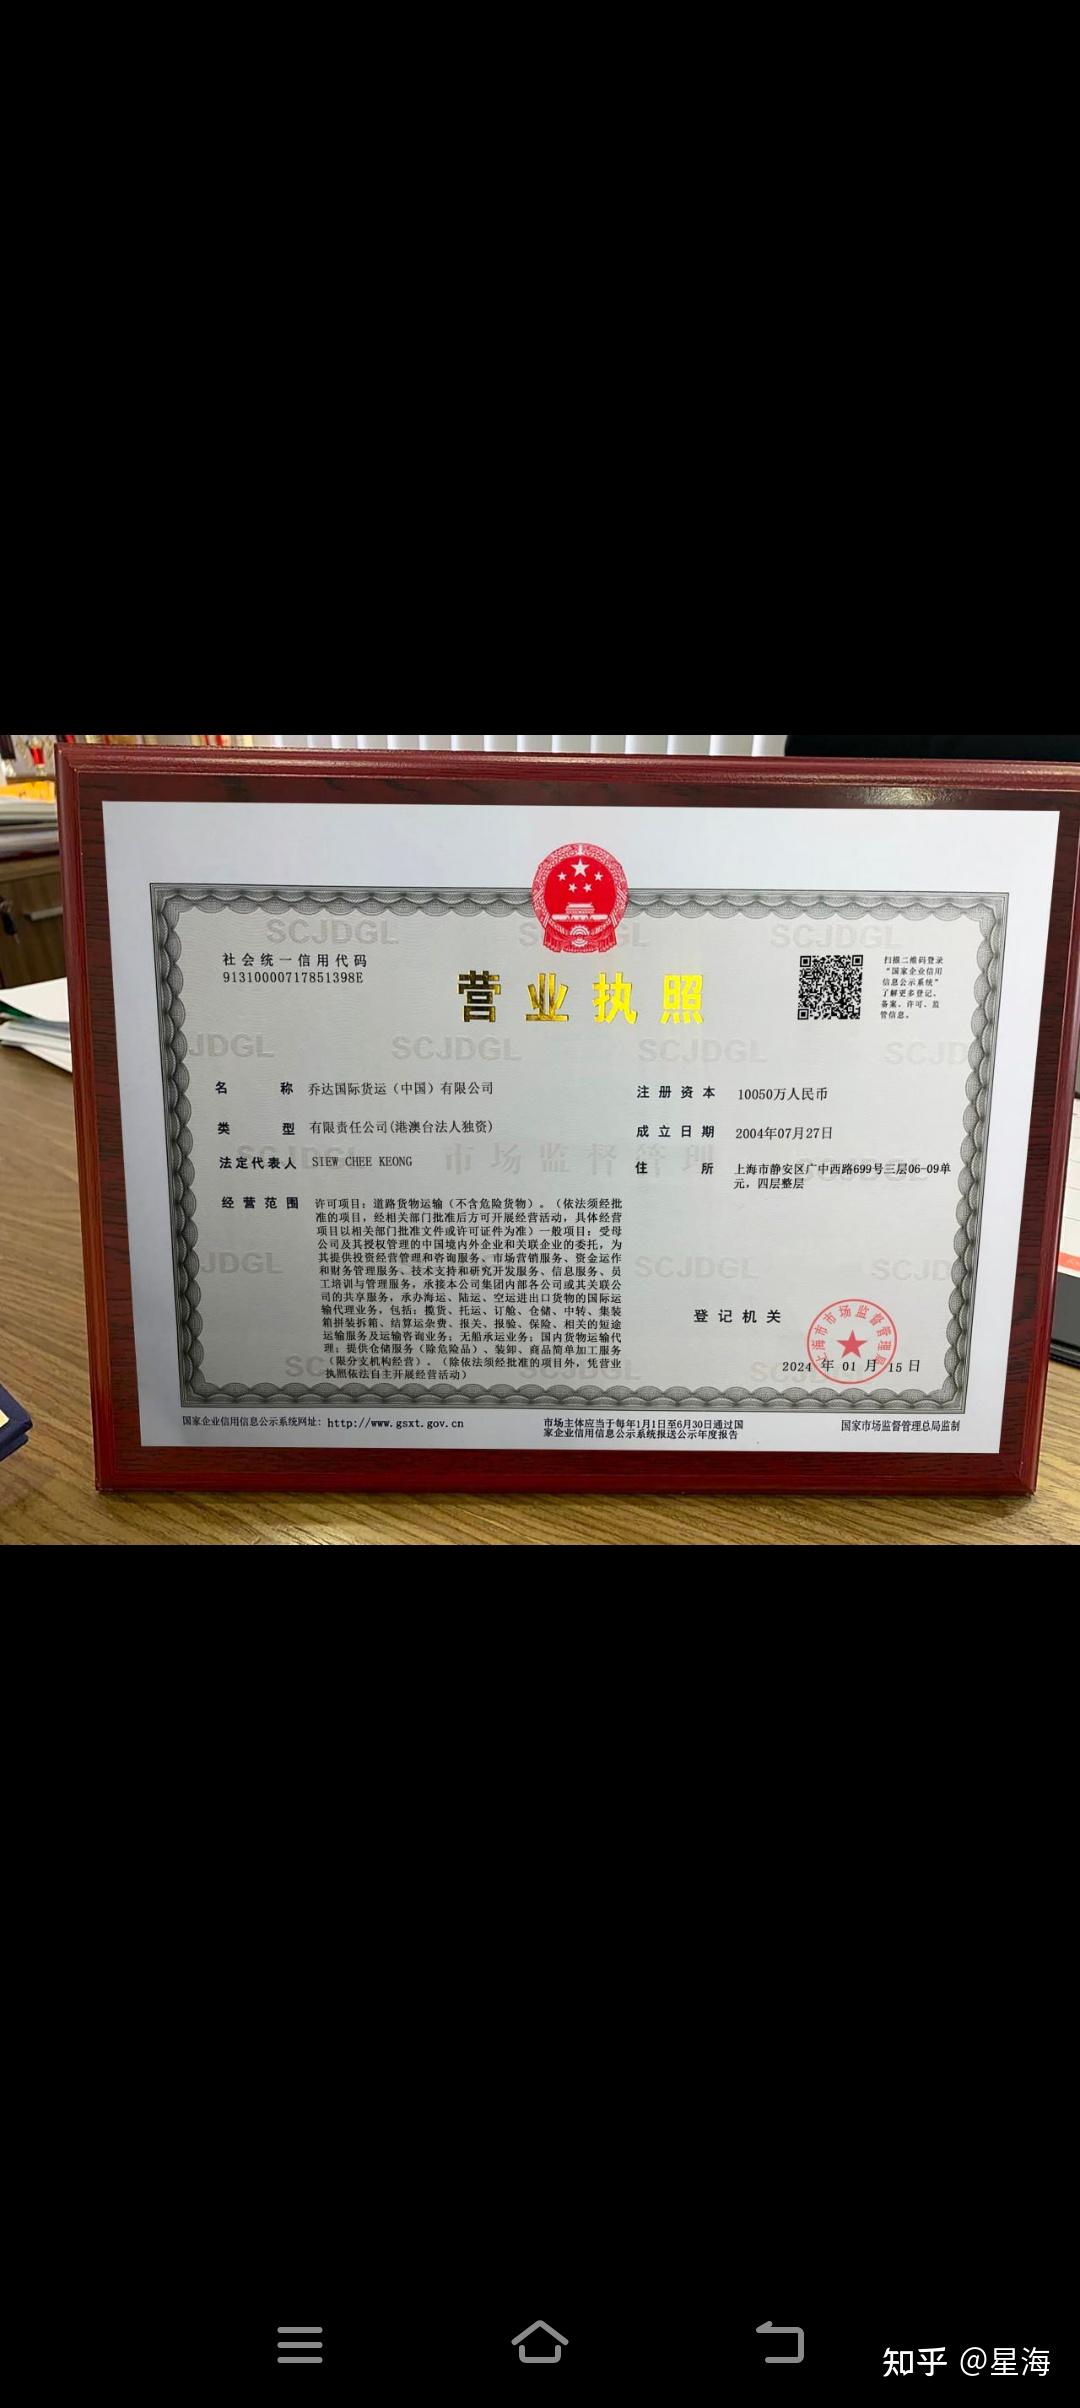 SCJDGL
SCJDGL
社会统一信用代码
91310000717851398E
营业执照
扫描二维码登录
“国家企业信用
信息公示系统”
了解更多登记、
备案、许可、监
管信息。
JDGL
SCJDGL
SCJDGL
SCJD
名称 乔达国际货运（中国）有限公司
注册资本 10050万人民币
类型 有限责任公司(港澳台法人独资)
成立日期 2004年07月27日
法定代表人 SIEW CHEE KEONG
市场监督管理
住所 上海市静安区广中西路699号三层06-09单
元，四层整层
经营范围 许可项目：道路货物运输（不含危险货物）。（依法须经批
准的项目，经相关部门批准后方可开展经营活动，具体经营
项目以相关部门批准文件或许可证件为准）一般项目：受母
公司及其授权管理的中国境内外企业和关联企业的委托，为
其提供投资经营管理和咨询服务、市场营销服务、资金运作
和财务管理服务、技术支持和研究开发服务、信息服务、员
工培训与管理服务，承接本公司集团内部各公司或其关联公
司的共享服务，承办海运、陆运、空运进出口货物的国际运
输代理业务，包括：揽货、托运、订舱、仓储、中转、集装
箱拼装拆箱、结算运杂费、报关、报验、保险、相关的短途
运输服务及运输咨询业务；无船承运业务；国内货物运输代
理；提供仓储服务（除危险品）、装卸、商品简单加工服务
（限分支机构经营）。（除依法须经批准的项目外，凭营业
执照依法自主开展经营活动）
JDGL
SCJDGL
SCJD
登记机关
上海市市场监督管理局
2024 年 01 月 15 日
国家企业信用信息公示系统网址：http://www.gsxt.gov.cn
市场主体应当于每年1月1日至6月30日通过国
家企业信用信息公示系统报送公示年度报告
国家市场监督管理总局监制
知乎 @星海